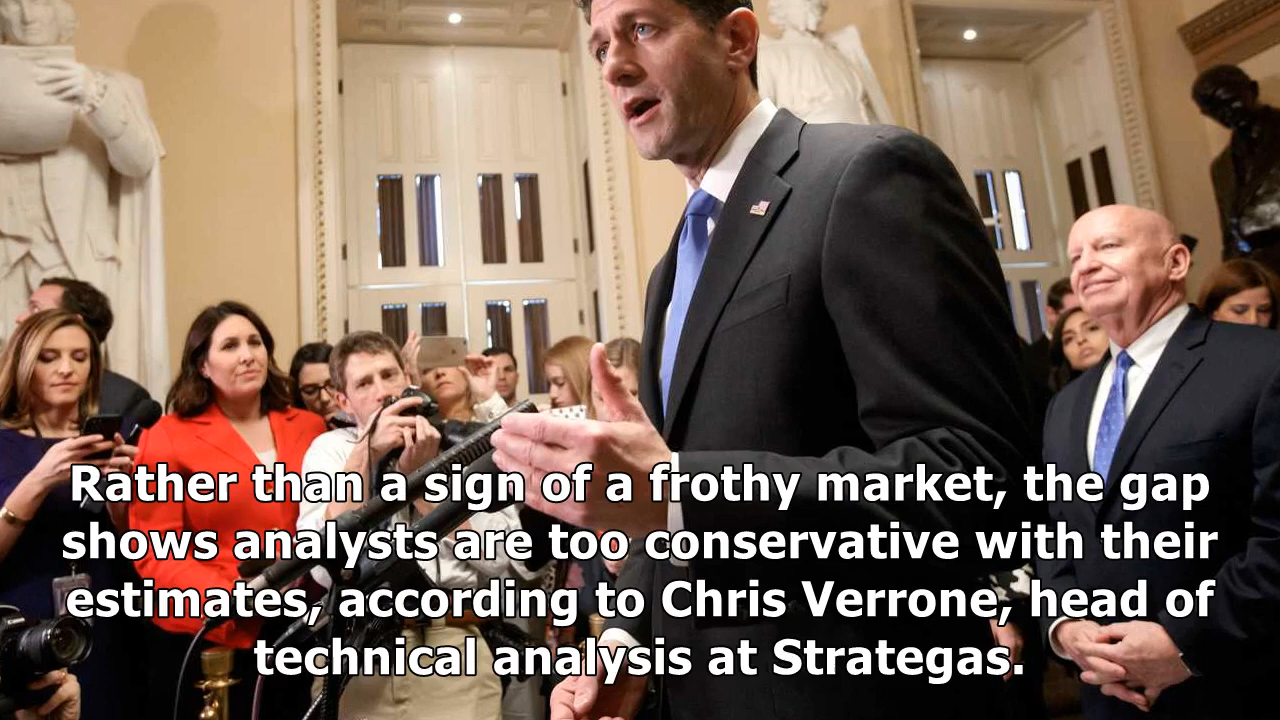 Rather than a sign of a frothy market, the gap
shows analysts are too conservative with their
estimates, according to Chris Verrone, head of
technical analysis at Strategas.